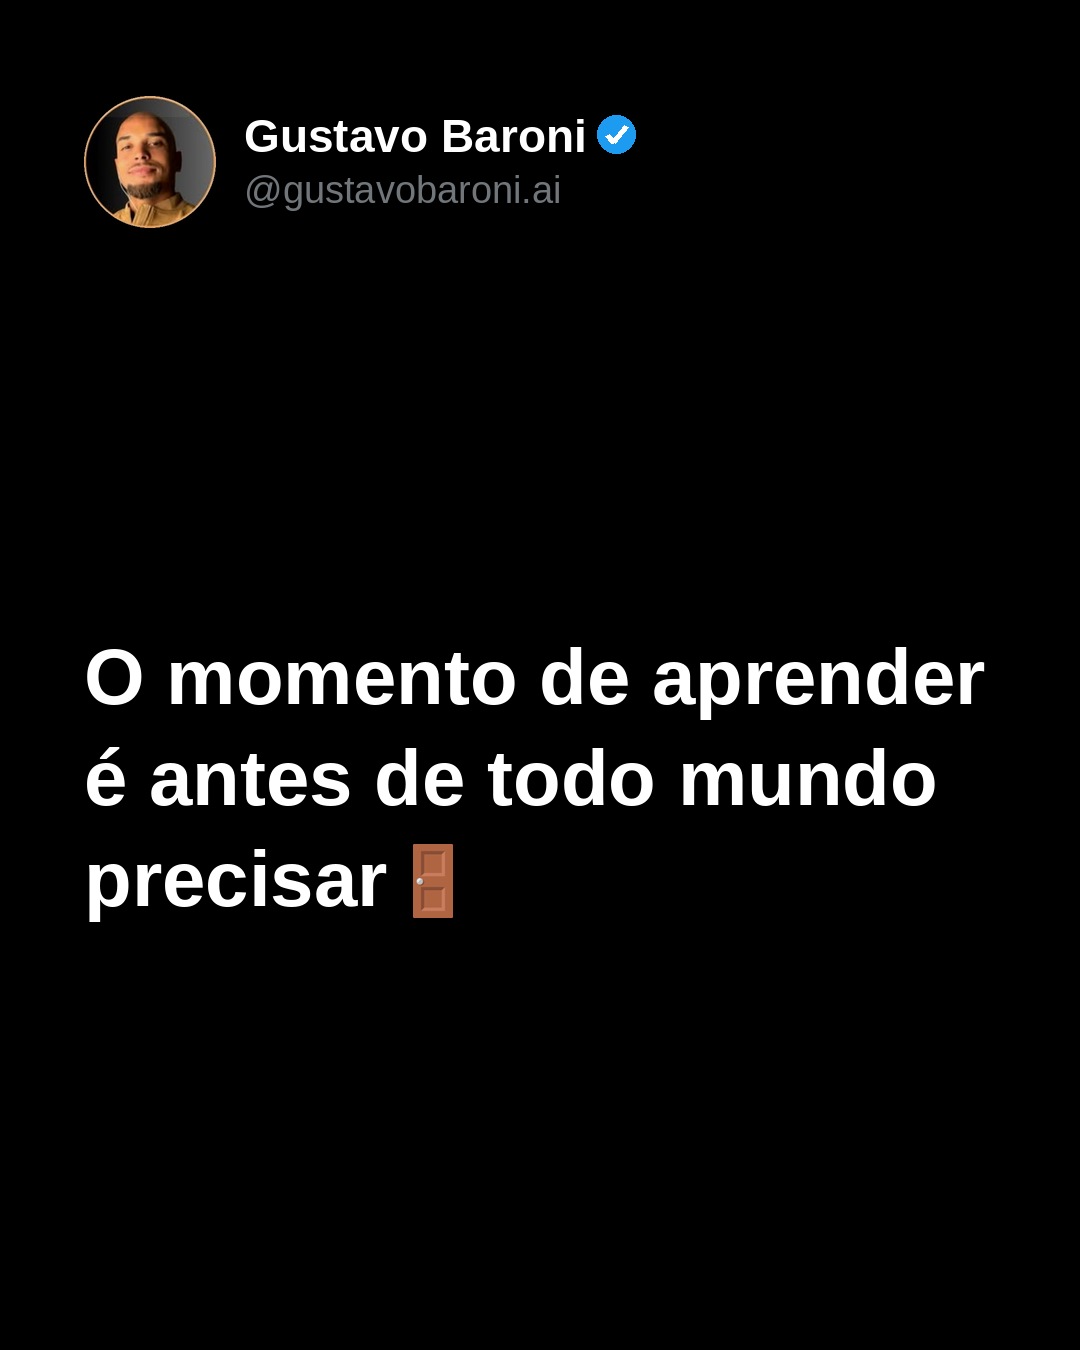 Gustavo Baroni
@gustavobaroni.ai
O momento de aprender
é antes de todo mundo
precisar 🚪